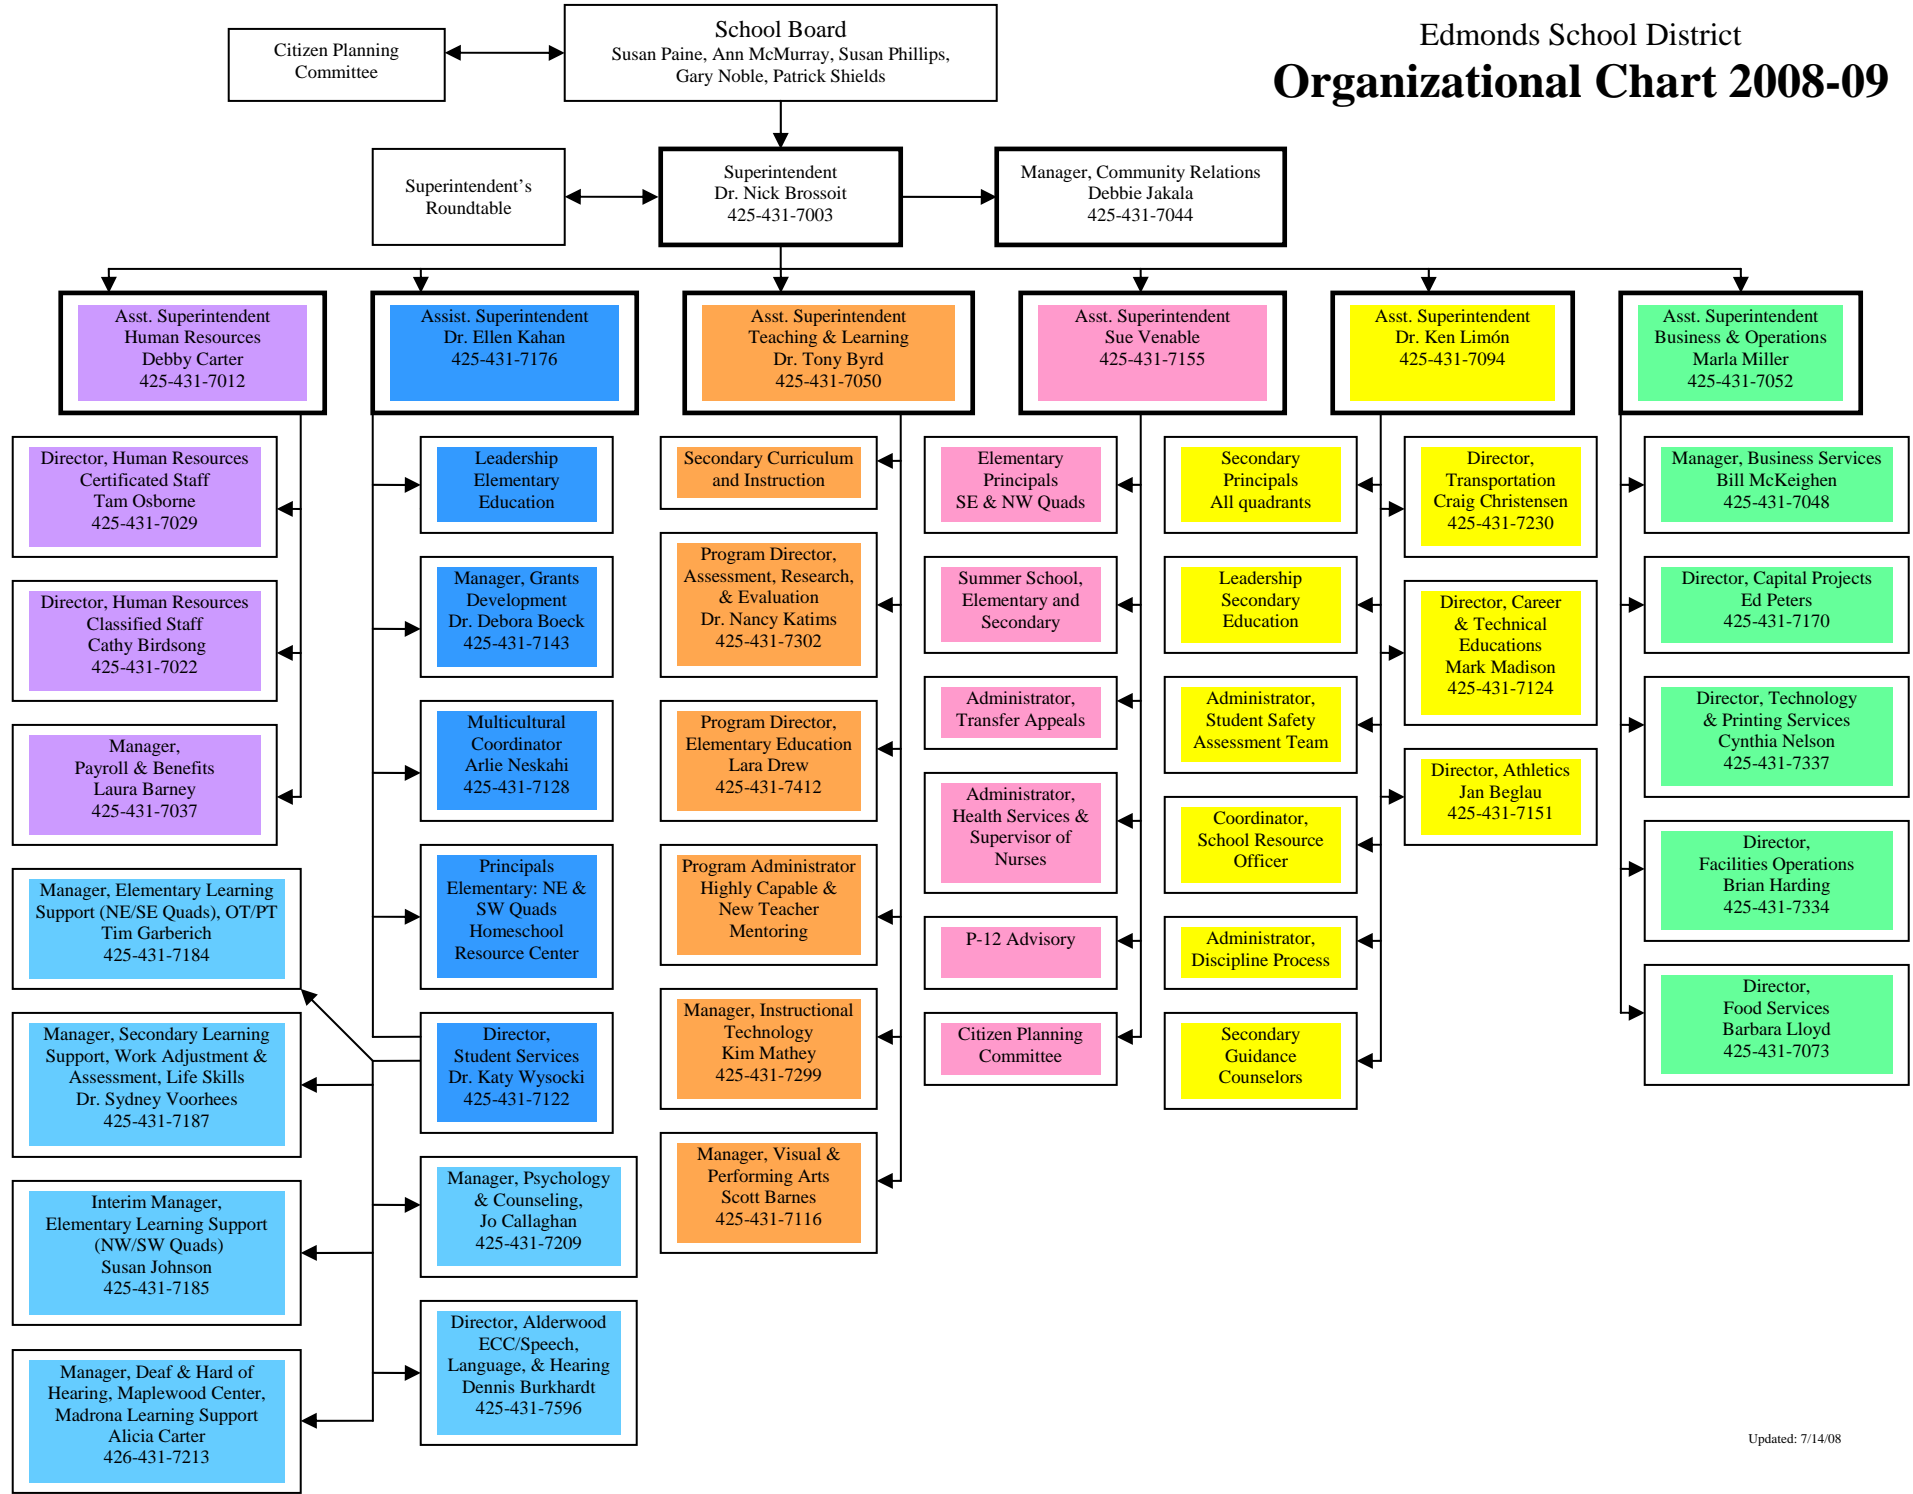 Edmonds School District
Organizational Chart 2008-09
Citizen Planning
Committee
School Board
Susan Paine, Ann McMurray, Susan Phillips,
Gary Noble, Patrick Shields
Superintendent's
Roundtable
Superintendent
Dr. Nick Brossoit
425-431-7003
Manager, Community Relations
Debbie Jakala
425-431-7044
Asst. Superintendent
Human Resources
Debby Carter
425-431-7012
Assist. Superintendent
Dr. Ellen Kahan
425-431-7176
Asst. Superintendent
Teaching & Learning
Dr. Tony Byrd
425-431-7050
Asst. Superintendent
Sue Venable
425-431-7155
Asst. Superintendent
Dr. Ken Limón
425-431-7094
Asst. Superintendent
Business & Operations
Marla Miller
425-431-7052
Director, Human Resources
Certificated Staff
Tam Osborne
425-431-7029
Director, Human Resources
Classified Staff
Cathy Birdsong
425-431-7022
Manager,
Payroll & Benefits
Laura Barney
425-431-7037
Manager, Elementary Learning
Support (NE/SE Quads), OT/PT
Tim Garberich
425-431-7184
Manager, Secondary Learning
Support, Work Adjustment &
Assessment, Life Skills
Dr. Sydney Voorhees
425-431-7187
Interim Manager,
Elementary Learning Support
(NW/SW Quads)
Susan Johnson
425-431-7185
Manager, Deaf & Hard of
Hearing, Maplewood Center,
Madrona Learning Support
Alicia Carter
426-431-7213
Leadership
Elementary
Education
Manager, Grants
Development
Dr. Debora Boeck
425-431-7143
Multicultural
Coordinator
Arlie Neskahi
425-431-7128
Principals
Elementary: NE &
SW Quads
Homeschool
Resource Center
Director,
Student Services
Dr. Katy Wysocki
425-431-7122
Manager, Psychology
& Counseling,
Jo Callaghan
425-431-7209
Director, Alderwood
ECC/Speech,
Language, & Hearing
Dennis Burkhardt
425-431-7596
Secondary Curriculum
and Instruction
Program Director,
Assessment, Research,
& Evaluation
Dr. Nancy Katims
425-431-7302
Program Director,
Elementary Education
Lara Drew
425-431-7412
Program Administrator
Highly Capable &
New Teacher
Mentoring
Manager, Instructional
Technology
Kim Mathey
425-431-7299
Manager, Visual &
Performing Arts
Scott Barnes
425-431-7116
Elementary
Principals
SE & NW Quads
Summer School,
Elementary and
Secondary
Administrator,
Transfer Appeals
Administrator,
Health Services &
Supervisor of
Nurses
P-12 Advisory
Citizen Planning
Committee
Secondary
Principals
All quadrants
Leadership
Secondary
Education
Administrator,
Student Safety
Assessment Team
Coordinator,
School Resource
Officer
Administrator,
Discipline Process
Secondary
Guidance
Counselors
Director,
Transportation
Craig Christensen
425-431-7230
Director, Career
& Technical
Educations
Mark Madison
425-431-7124
Director, Athletics
Jan Beglau
425-431-7151
Manager, Business Services
Bill McKeighen
425-431-7048
Director, Capital Projects
Ed Peters
425-431-7170
Director, Technology
& Printing Services
Cynthia Nelson
425-431-7337
Director,
Facilities Operations
Brian Harding
425-431-7334
Director,
Food Services
Barbara Lloyd
425-431-7073
Updated: 7/14/08